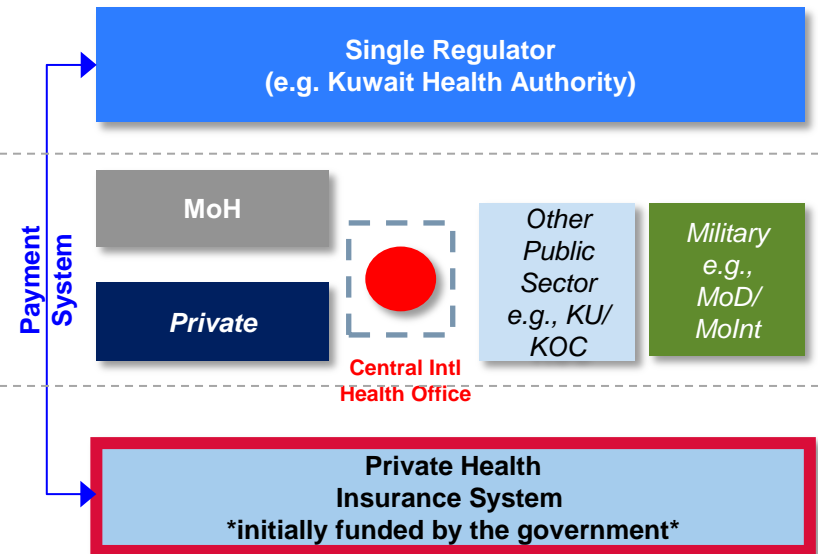 Single Regulator
(e.g. Kuwait Health Authority)
Payment
System
MoH
Private
Central Intl
Health Office
Other
Public
Sector
e.g., KU/
KOC
Military
e.g.,
MoD/
MoInt
Private Health
Insurance System
*initially funded by the government*